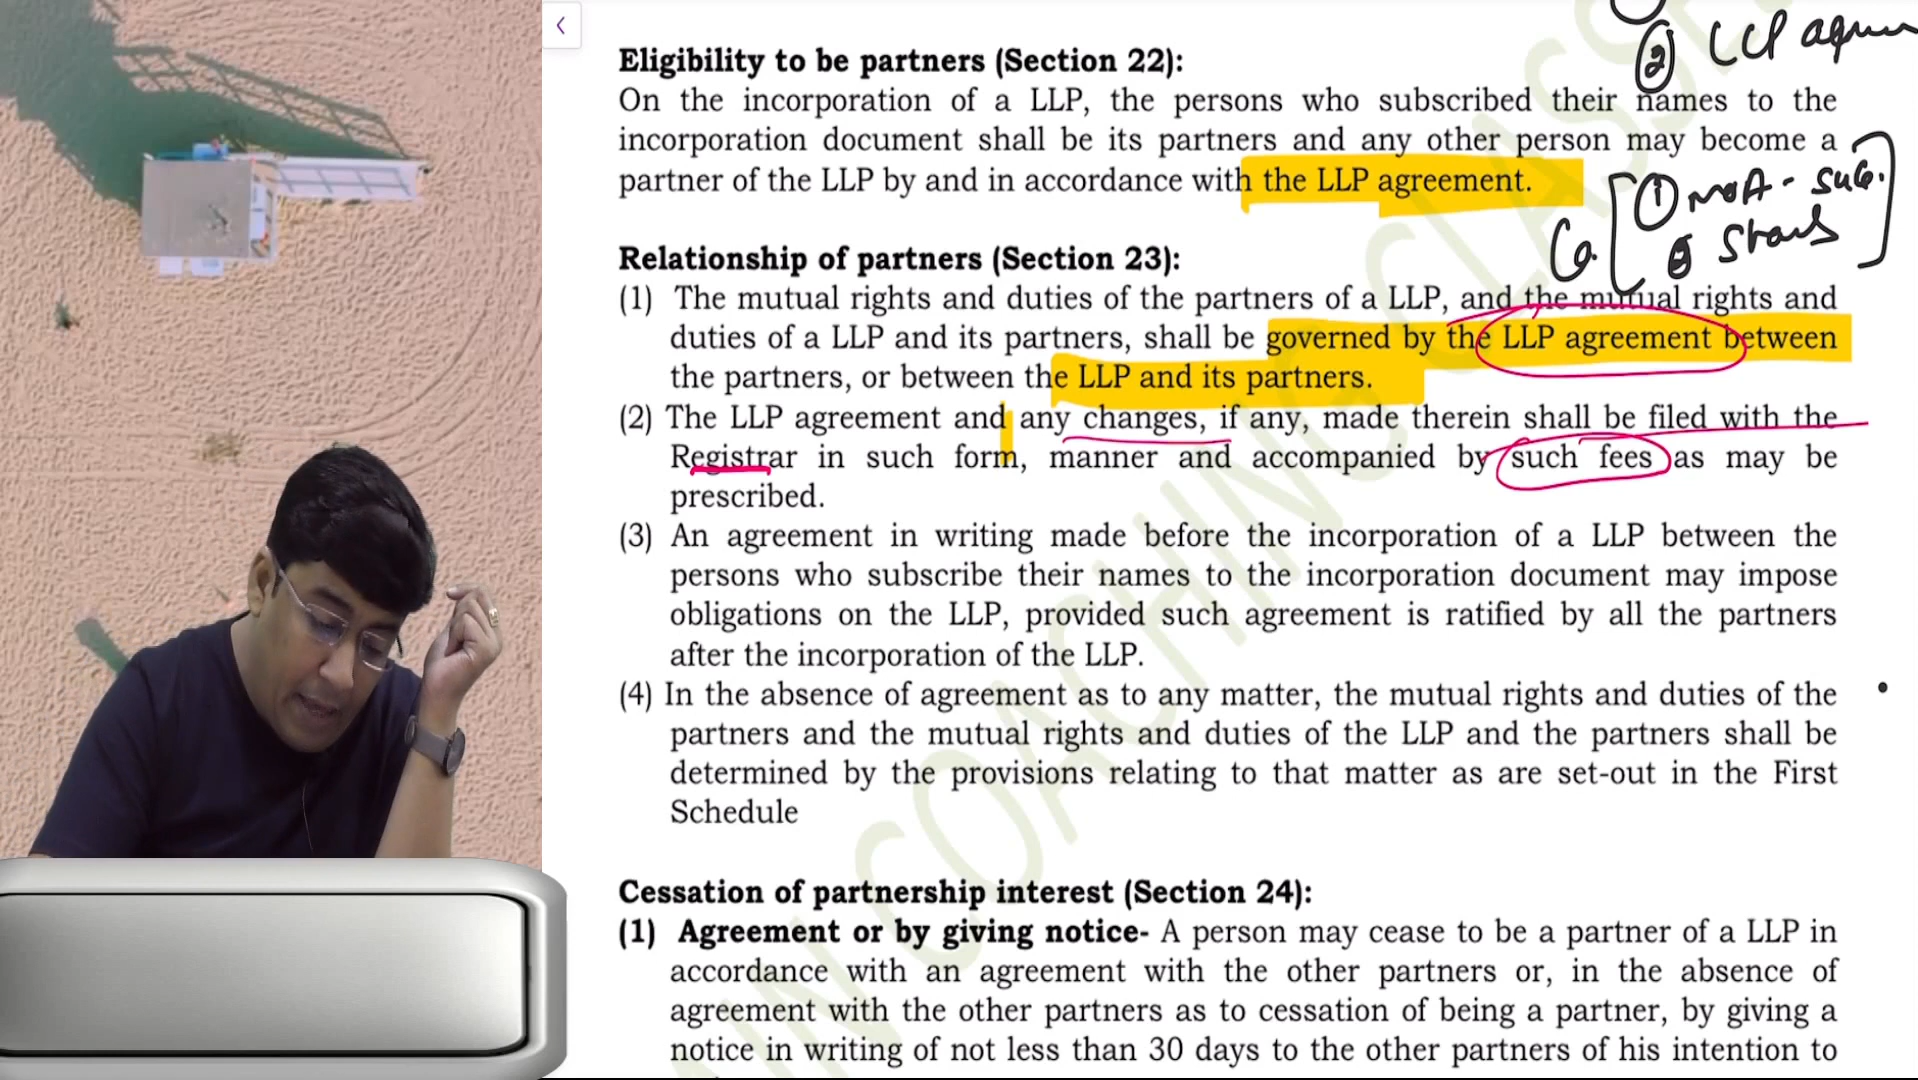 ② LLP
Eligibility to be partners (Section 22):
On the incorporation of a LLP, the persons who subscribed their names to the
incorporation document shall be its partners and any other person may become a
partner of the LLP by and in accordance with the LLP agreement.
① MOA - sub.
Co.
Relationship of partners (Section 23):
(1) The mutual rights and duties of the partners of a LLP, and the mutual rights and
duties of a LLP and its partners, shall be governed by the LLP agreement between
the partners, or between the LLP and its partners.
(2) The LLP agreement and any changes, if any, made therein shall be filed with the
Registrar in such form, manner and accompanied by such fees as may be
prescribed.
(3) An agreement in writing made before the incorporation of a LLP between the
persons who subscribe their names to the incorporation document may impose
obligations on the LLP, provided such agreement is ratified by all the partners
after the incorporation of the LLP.
(4) In the absence of agreement as to any matter, the mutual rights and duties of the
partners and the mutual rights and duties of the LLP and the partners shall be
determined by the provisions relating to that matter as are set-out in the First
Schedule
Cessation of partnership interest (Section 24):
(1) Agreement or by giving notice- A person may cease to be a partner of a LLP in
accordance with an agreement with the other partners or, in the absence of
agreement with the other partners as to cessation of being a partner, by giving a
notice in writing of not less than 30 days to the other partners of his intention to
IN COACHING CLASSE